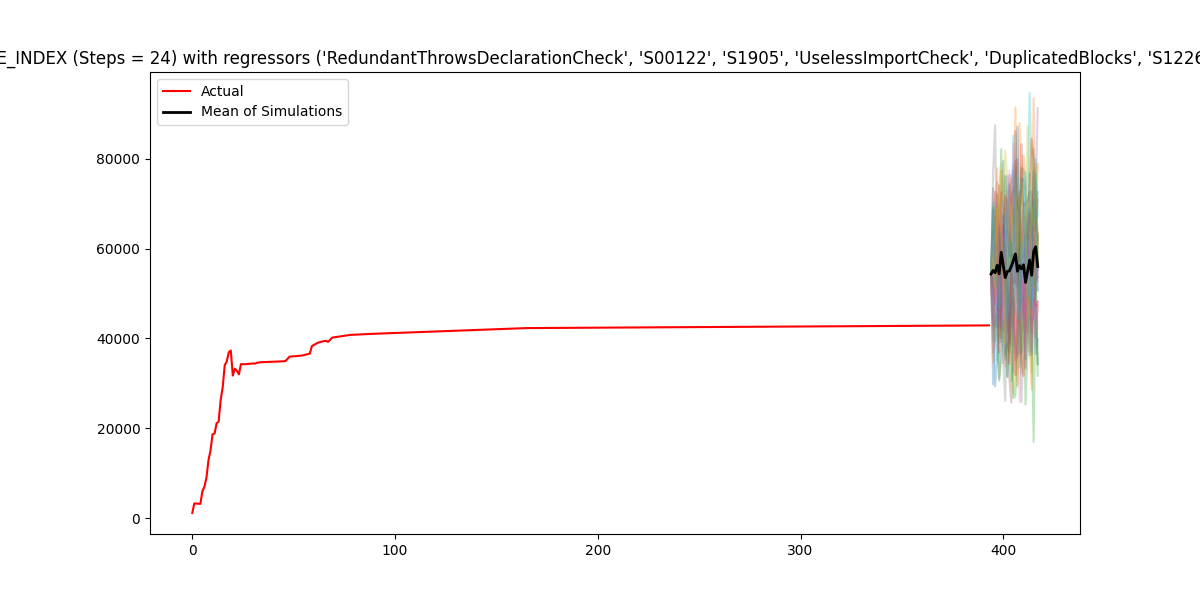 E_INDEX (Steps = 24) with regressors ('RedundantThrowsDeclarationCheck', 'S00122', 'S1905', 'UselessImportCheck', 'DuplicatedBlocks', 'S1226
Actual
Mean of Simulations
80000
60000
40000
20000
0
0 100 200 300 400